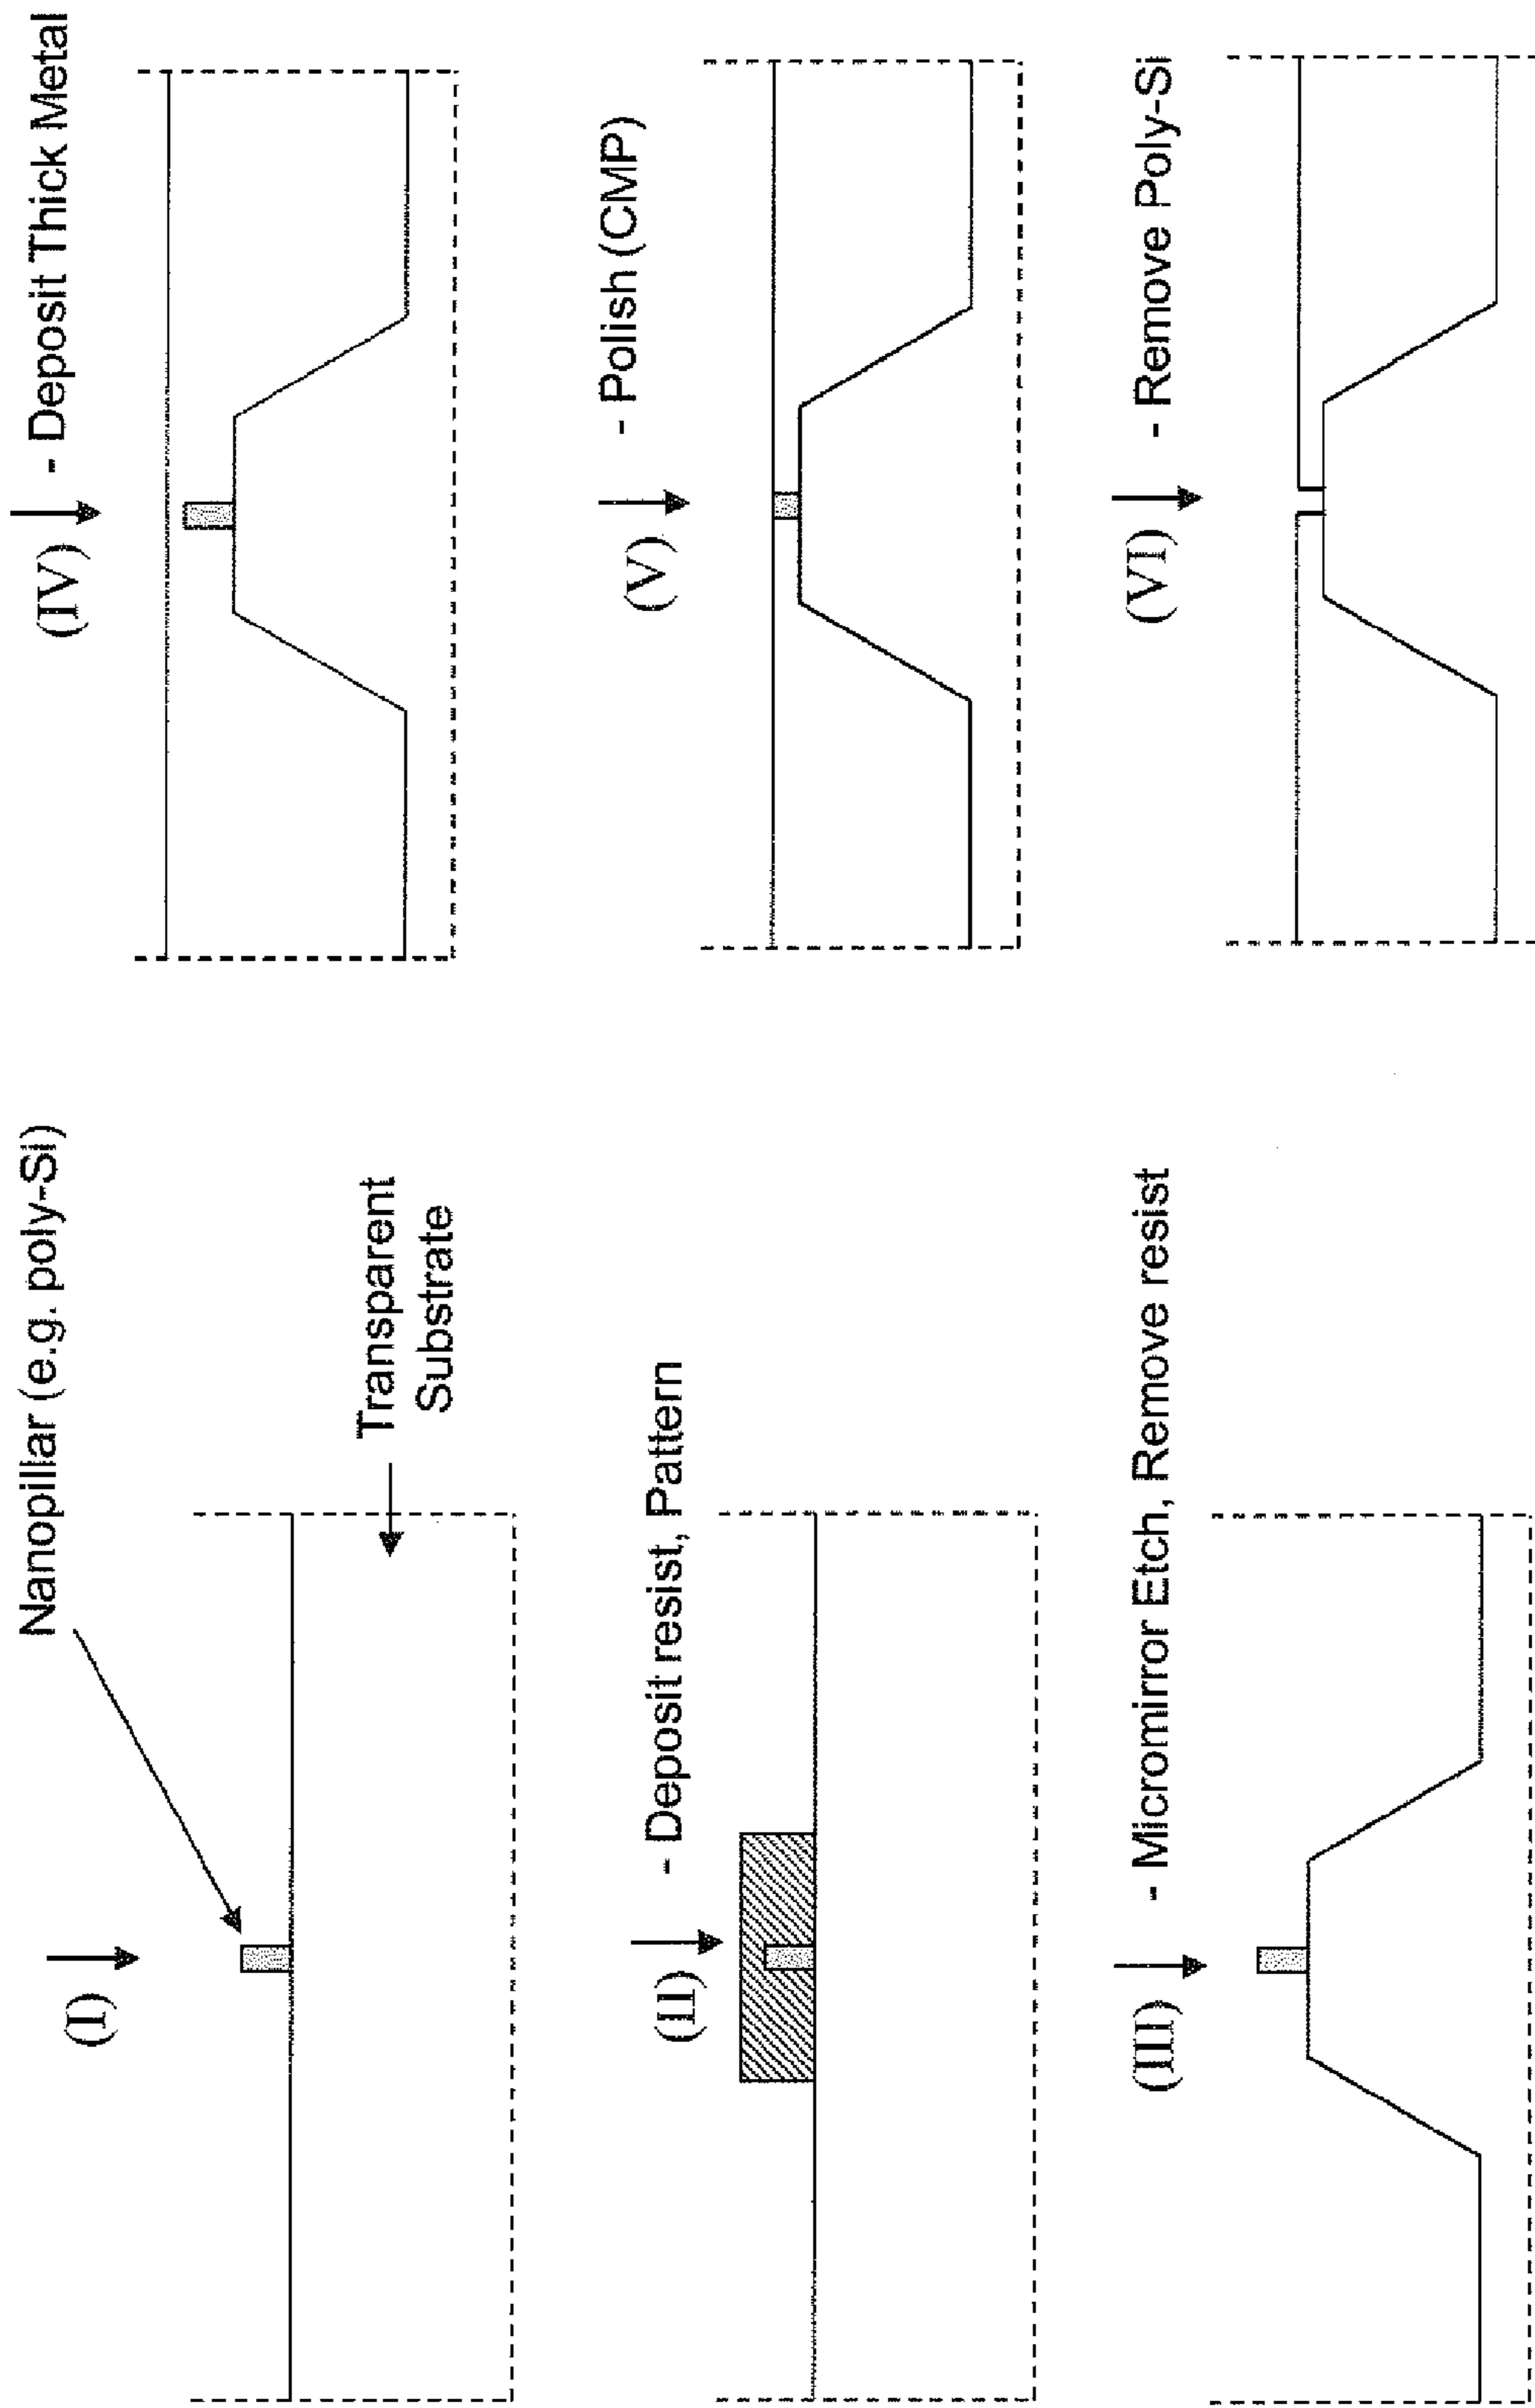 (I)
Nanopillar (e.g. poly-Si)
Transparent
Substrate
(II) - Deposit resist, Pattern
(III) - Micromirror Etch, Remove resist
(IV) - Deposit Thick Metal
(V) - Polish (CMP)
(VI) - Remove Poly-Si